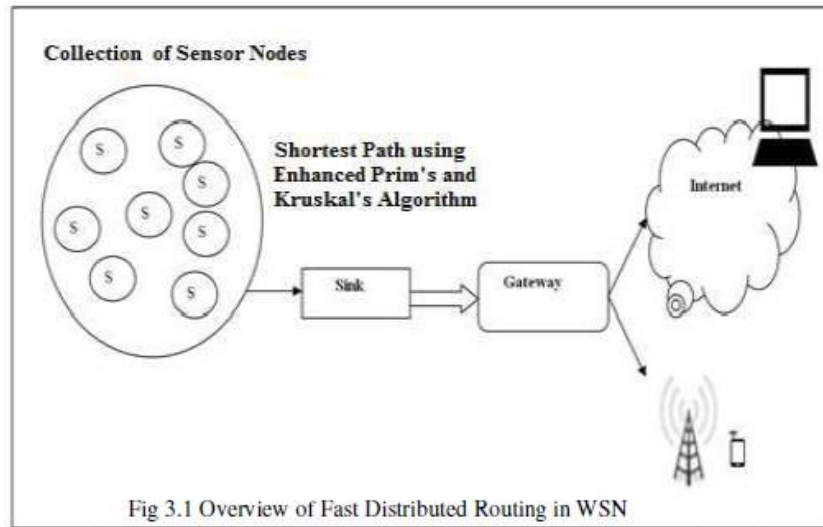 Collection of Sensor Nodes
S
S
S
S
S
S
S
S
Shortest Path using
Enhanced Prim's and
Kruskal's Algorithm
Internet
Sink
Gateway
Fig 3.1 Overview of Fast Distributed Routing in WSN